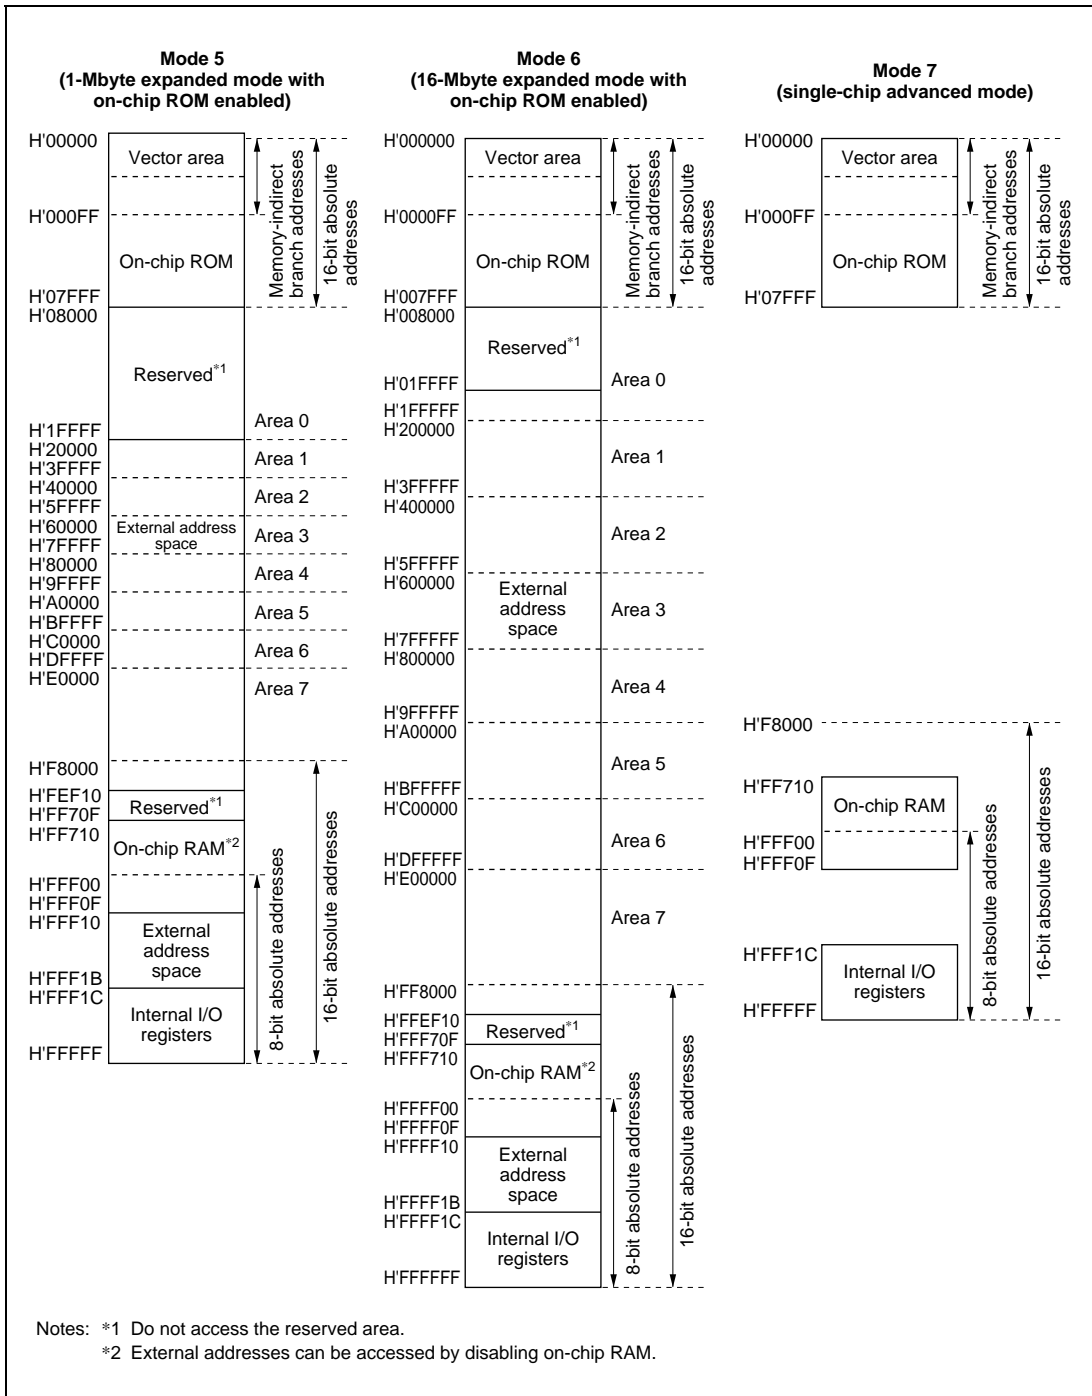 Mode 5
(1-Mbyte expanded mode with
on-chip ROM enabled)
H'00000
Vector area
H'000FF
On-chip ROM
H'07FFF
H'08000
Reserved*1
H'1FFFF
H'20000
H'3FFFF
H'40000
H'5FFFF
H'60000
H'7FFFF
H'80000
H'9FFFF
H'A0000
H'BFFFF
H'C0000
H'DFFFF
H'E0000
External address
space
Area 0
Area 1
Area 2
Area 3
Area 4
Area 5
Area 6
Area 7
H'F8000
H'FEF10
H'FF70F
H'FF710
Reserved*1
On-chip RAM*2
H'FFF00
H'FFF0F
H'FFF10
External
address
space
H'FFF1B
H'FFF1C
Internal I/O
registers
H'FFFFF
Memory-indirect
branch addresses
16-bit absolute
addresses
8-bit absolute addresses
16-bit absolute addresses
Mode 6
(16-Mbyte expanded mode with
on-chip ROM enabled)
H'000000
Vector area
H'0000FF
On-chip ROM
H'007FFF
H'008000
Reserved*1
H'01FFFF
H'1FFFFF
H'200000
H'3FFFFF
H'400000
H'5FFFFF
H'600000
External
address
space
H'7FFFFF
H'800000
H'9FFFFF
H'A00000
H'BFFFFF
H'C00000
H'DFFFFF
H'E00000
Area 0
Area 1
Area 2
Area 3
Area 4
Area 5
Area 6
Area 7
H'FF8000
H'FFEF10
H'FFF70F
H'FFF710
Reserved*1
On-chip RAM*2
H'FFFF00
H'FFFF0F
H'FFFF10
External
address
space
H'FFFF1B
H'FFFF1C
Internal I/O
registers
H'FFFFFF
Memory-indirect
branch addresses
16-bit absolute
addresses
8-bit absolute addresses
16-bit absolute addresses
Mode 7
(single-chip advanced mode)
H'00000
Vector area
H'000FF
On-chip ROM
H'07FFF
Memory-indirect
branch addresses
16-bit absolute
addresses
H'F8000
H'FF710
On-chip RAM
H'FFF00
H'FFF0F
H'FFF1C
Internal I/O
registers
H'FFFFF
8-bit absolute addresses
16-bit absolute addresses
Notes: *1 Do not access the reserved area.
*2 External addresses can be accessed by disabling on-chip RAM.